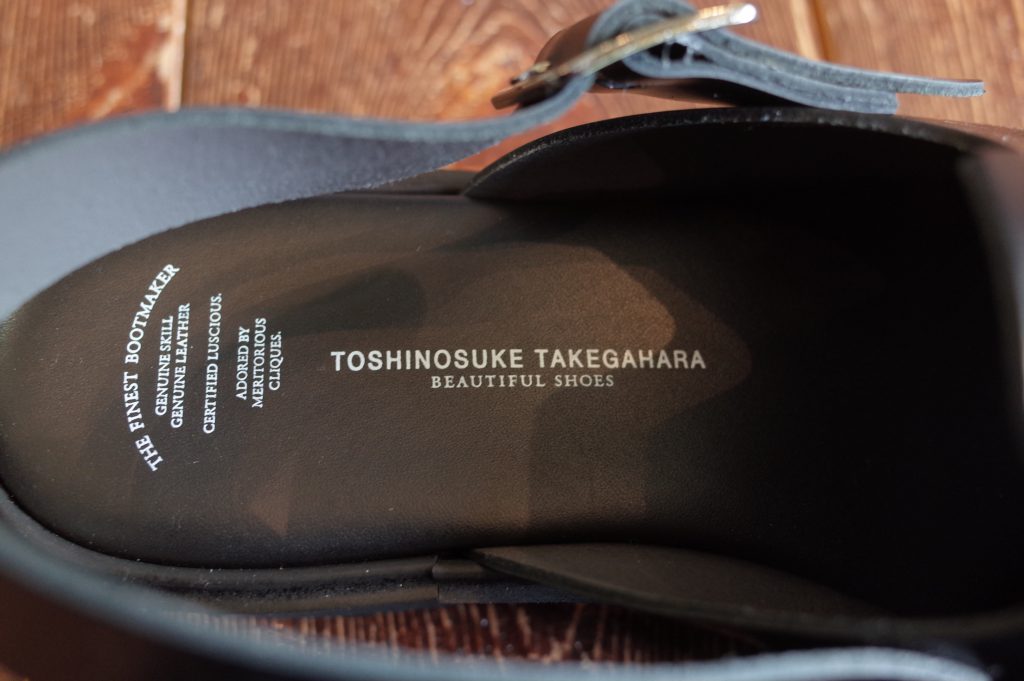 THE FINEST BOOTMAKER
GENUINE SKILL
GENUINE LEATHER
CERTIFIED LUSCIOUS.
ADORED BY
MERITORIOUS
CLIQUES.
TOSHINOSUKE TAKEGAHARA
BEAUTIFUL SHOES